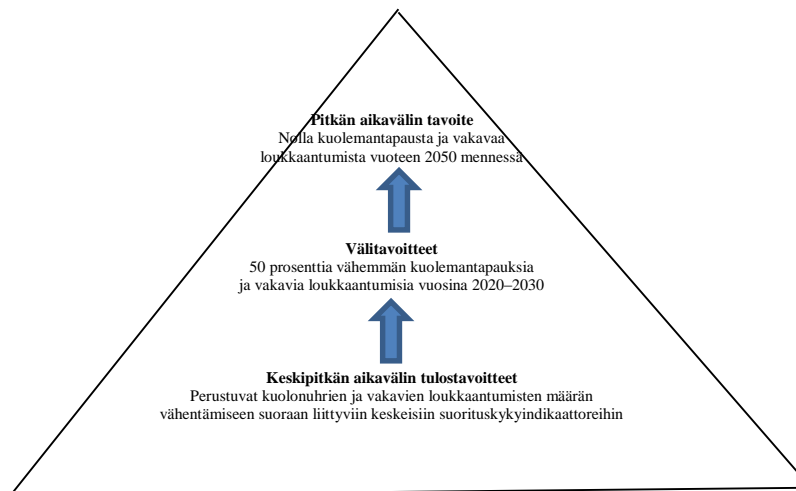 Pitkän aikavälin tavoite
Nolla kuolemantapausta ja vakavaa
loukkaantumista vuoteen 2050 mennessä
Välitavoitteet
50 prosenttia vähemmän kuolemantapauksia
ja vakavia loukkaantumisia vuosina 2020–2030
Keskipitkän aikavälin tulostavoitteet
Perustuvat kuolonuhrien ja vakavien loukkaantumisten määrän
vähentämiseen suoraan liittyviin keskeisiin suorituskykyindikaattoreihin